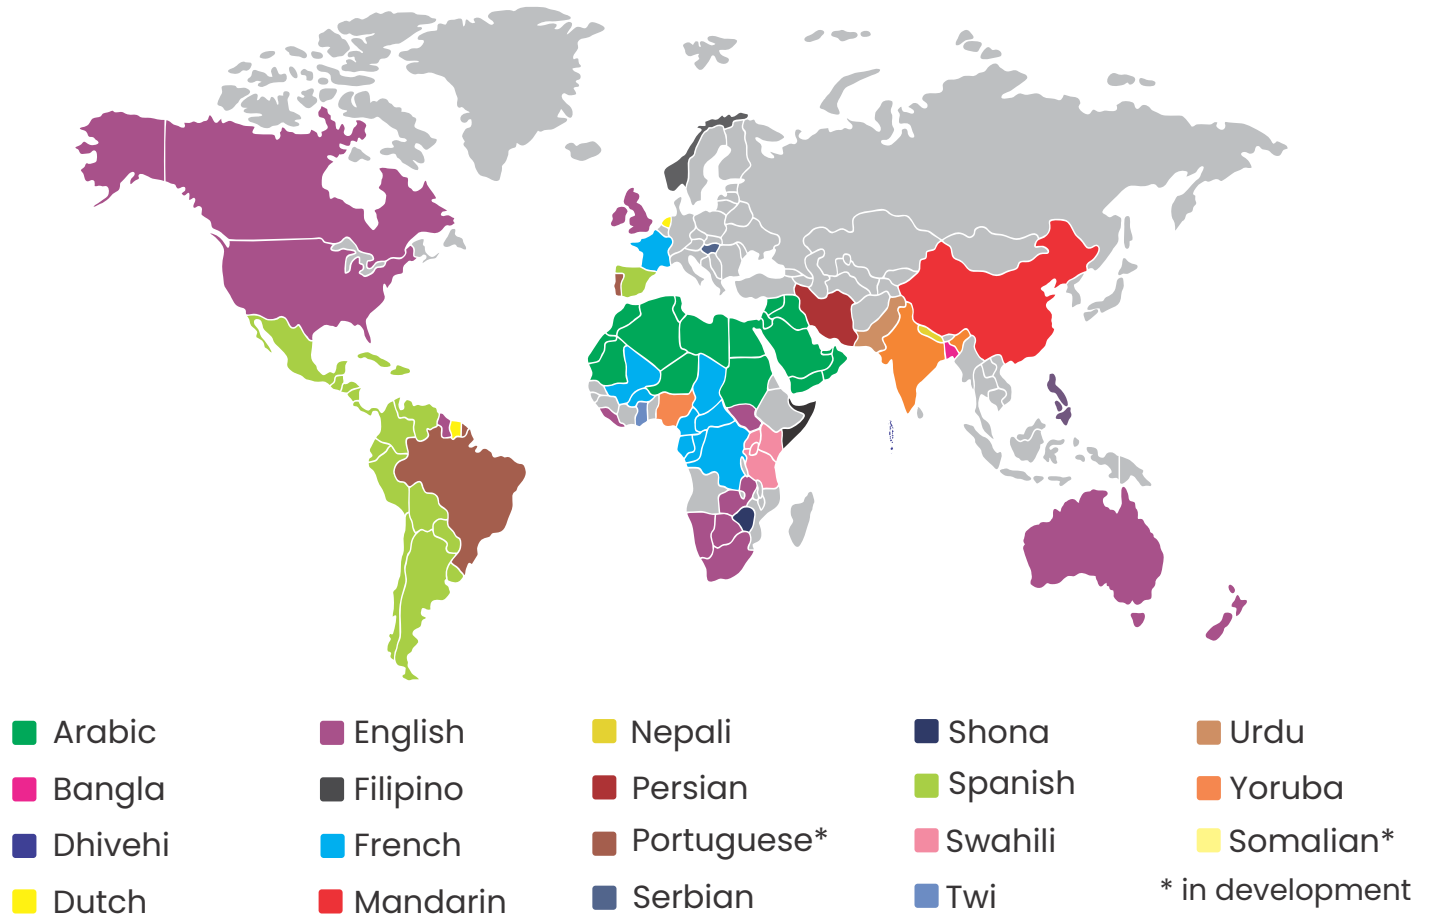 Arabic
Bangla
Dhivehi
Dutch
English
Filipino
French
Mandarin
Nepali
Persian
Portuguese*
Serbian
Shona
Spanish
Swahili
Twi
Urdu
Yoruba
Somalian*
* in development